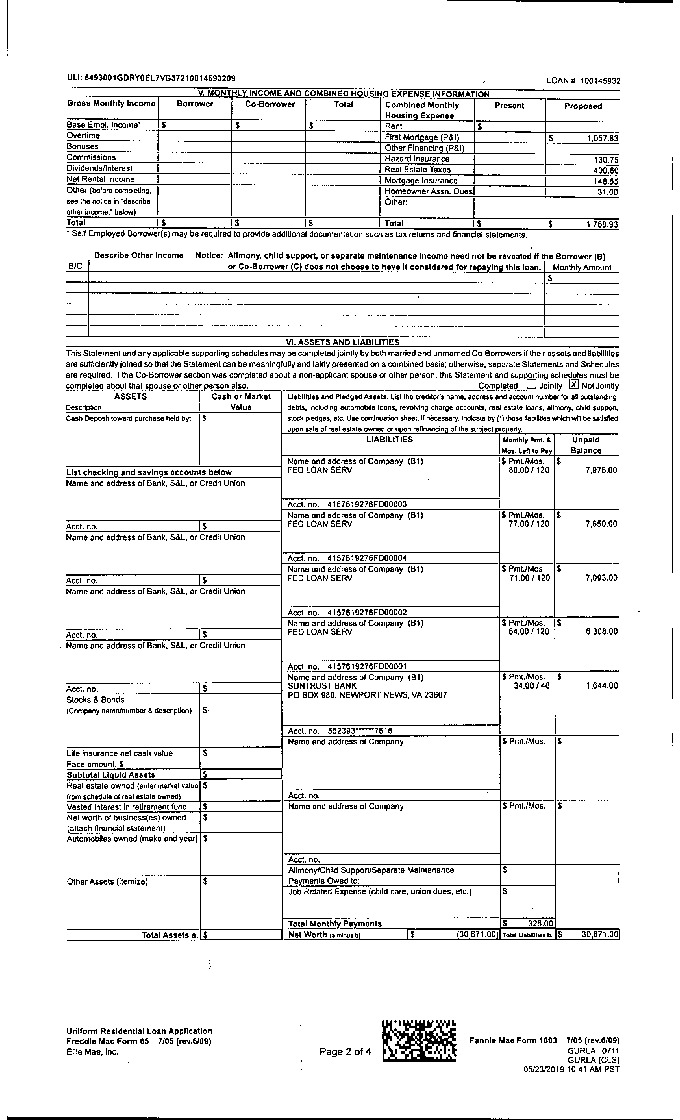 LOAN # 100145932
V. MONTHLY INCOME AND COMBINED HOUSING EXPENSE INFORMATION
Gross Monthly Income Borrower Co-Borrower Total Combined Monthly Housing Expense Present Proposed
Base Empl. Income* $ $ $ Rent $
Overtime First Mortgage (P&I) $ 1,057.83
Bonuses Other Financing (P&I)
Commissions Hazard Insurance 130.75
Dividends/Interest Real Estate Taxes
Net Rental Income Mortgage Insurance
Other (before completing, Homeowner Assn. Dues 31.00
see the notice in "describe Other:
other income," below)
Total $ $ $ Total $ $ 1,768.93
* Self Employed Borrower(s) may be required to provide additional documentation such as tax returns and financial statements.
Describe Other Income Notice: Alimony, child support, or separate maintenance income need not be revealed if the Borrower (B)
B/C or Co-Borrower (C) does not choose to have it considered for repaying this loan. Monthly Amount
$
VI. ASSETS AND LIABILITIES
This Statement and any applicable supporting schedules may be completed jointly by both married and unmarried Co-Borrowers if their assets and liabilities
are sufficiently joined so that the Statement can be meaningfully and fairly presented on a combined basis; otherwise, separate Statements and Schedules
are required. If the Co-Borrower section was completed about a non-applicant spouse or other person, this Statement and supporting schedules must be
completed about that spouse or other person also. Completed Jointly X Not Jointly
ASSETS Cash or Market Value
Description
Cash Deposit toward purchase held by: $
Liabilities and Pledged Assets. List the creditor's name, address and account number for all outstanding
debts, including automobile loans, revolving charge accounts, real estate loans, alimony, child support,
stock pledges, etc. Use continuation sheet, if necessary. Indicate by (*) those liabilities which will be satisfied
upon sale of real estate owned or upon refinancing of the subject property.
LIABILITIES Monthly Pmt. & Mos. Left to Pay Unpaid Balance
Name and address of Company (B1) $ Pmt./Mos. $
FED LOAN SERV 80.00 / 120 7,976.00
List checking and savings accounts below
Name and address of Bank, S&L, or Credit Union
Acct. no. 4157619276FD00003
Name and address of Company (B1) $ Pmt./Mos. $
FED LOAN SERV 77.00 / 120 7,650.00
Acct. no. $
Name and address of Bank, S&L, or Credit Union
Acct. no. 4157619276FD00004
Name and address of Company (B1) $ Pmt./Mos. $
FED LOAN SERV 71.00 / 120 7,093.00
Acct. no. $
Name and address of Bank, S&L, or Credit Union
Acct. no. 4157619276FD00002
Name and address of Company (B1) $ Pmt./Mos. $
FED LOAN SERV 64.00 / 120 6,308.00
Acct. no. $
Name and address of Bank, S&L, or Credit Union
Acct. no. 4157619276FD00001
Name and address of Company (B1) $ Pmt./Mos. $
SUNTRUST BANK 34.00 / 48 1,644.00
PO BOX 980, NEWPORT NEWS, VA 23607
Acct. no. $
Stocks & Bonds $
(Company name/number & description)
Acct. no.
Name and address of Company $ Pmt./Mos. $
Life insurance net cash value $
Face amount: $
Subtotal Liquid Assets $
Real estate owned (enter market value $
from schedule of real estate owned)
Acct. no.
Vested interest in retirement fund $ Name and address of Company $ Pmt./Mos. $
Net worth of business(es) owned $
(attach financial statement)
Automobiles owned (make and year) $
Acct. no.
Alimony/Child Support/Separate Maintenance $
Payments Owed to:
Other Assets (itemize) $
Job Related Expense (child care, union dues, etc.) $
Total Monthly Payments $ 326.00
Total Assets a. $ Net Worth (a minus b) $ (30,671.00) Total Liabilities b. $ 30,671.00
Uniform Residential Loan Application
Freddie Mac Form 65 7/05 (rev.6/09)
Ellie Mae, Inc.
Page 2 of 4
Fannie Mae Form 1003 7/05 (rev.6/09)
GURLA 0711
GURLA (CLS)
05/23/2019 10:41 AM PST